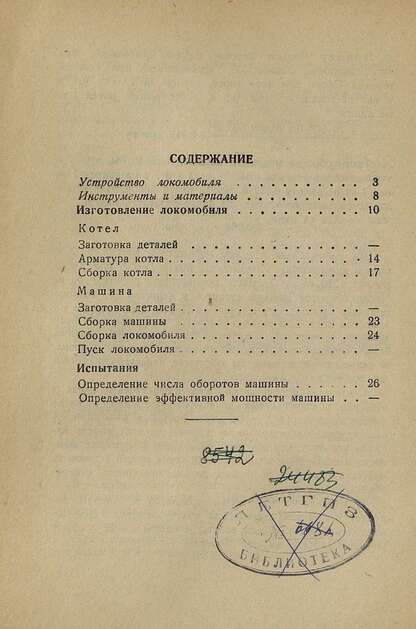 СОДЕРЖАНИЕ
Устройство локомобиля . . . . . . . . . . . 3
Инструменты и материалы . . . . . . . . . . 8
Изготовление локомобиля . . . . . . . . . . 10
Котел
Заготовка деталей . . . . . . . . . . . . . —
Арматура котла . . . . . . . . . . . . . . 14
Сборка котла . . . . . . . . . . . . . . . 17
Машина
Заготовка деталей . . . . . . . . . . . . . —
Сборка машины . . . . . . . . . . . . . . 23
Сборка локомобиля . . . . . . . . . . . . 24
Пуск локомобиля . . . . . . . . . . . . . —
Испытания
Определение числа оборотов машины . . . . . 26
Определение эффективной мощности машины . . —
8542
ДЕТГИЗ
БИБЛИОТЕКА